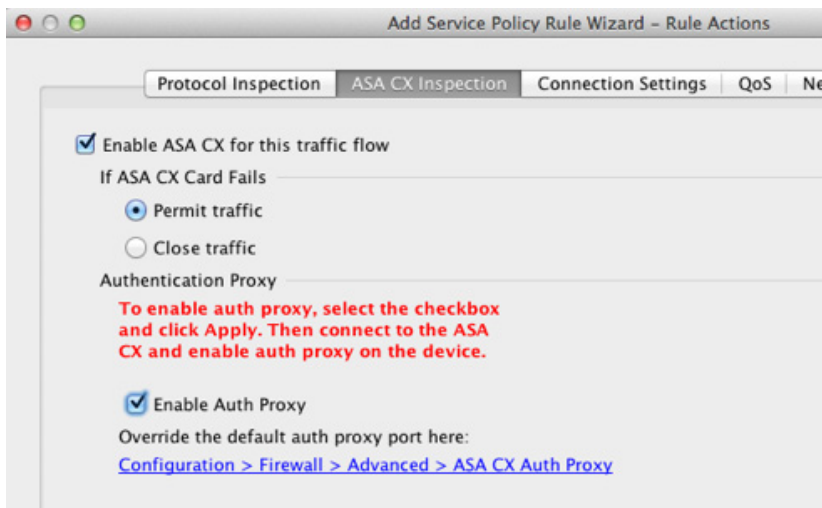 Add Service Policy Rule Wizard – Rule Actions
Protocol Inspection ASA CX Inspection Connection Settings QoS
Enable ASA CX for this traffic flow
If ASA CX Card Fails
Permit traffic
Close traffic
Authentication Proxy
To enable auth proxy, select the checkbox
and click Apply. Then connect to the ASA
CX and enable auth proxy on the device.
Enable Auth Proxy
Override the default auth proxy port here:
Configuration > Firewall > Advanced > ASA CX Auth Proxy